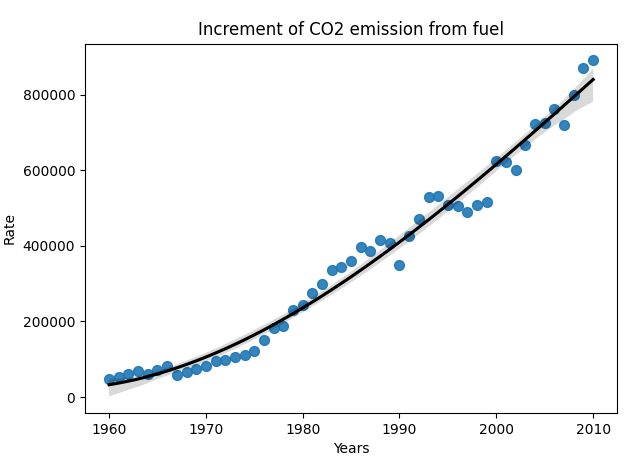 Increment of CO2 emission from fuel
800000
600000
400000
200000
0
Rate
1960 1970 1980 1990 2000 2010
Years